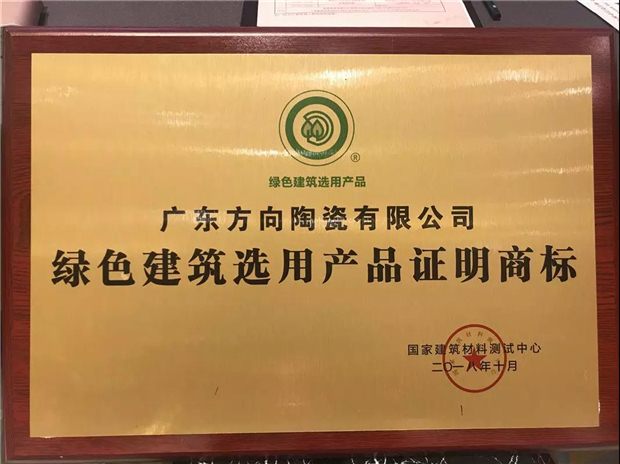 ®
绿色建筑选用产品
广东方向陶瓷有限公司
绿色建筑选用产品证明商标
国家建筑材料测试中心
二〇一八年十月